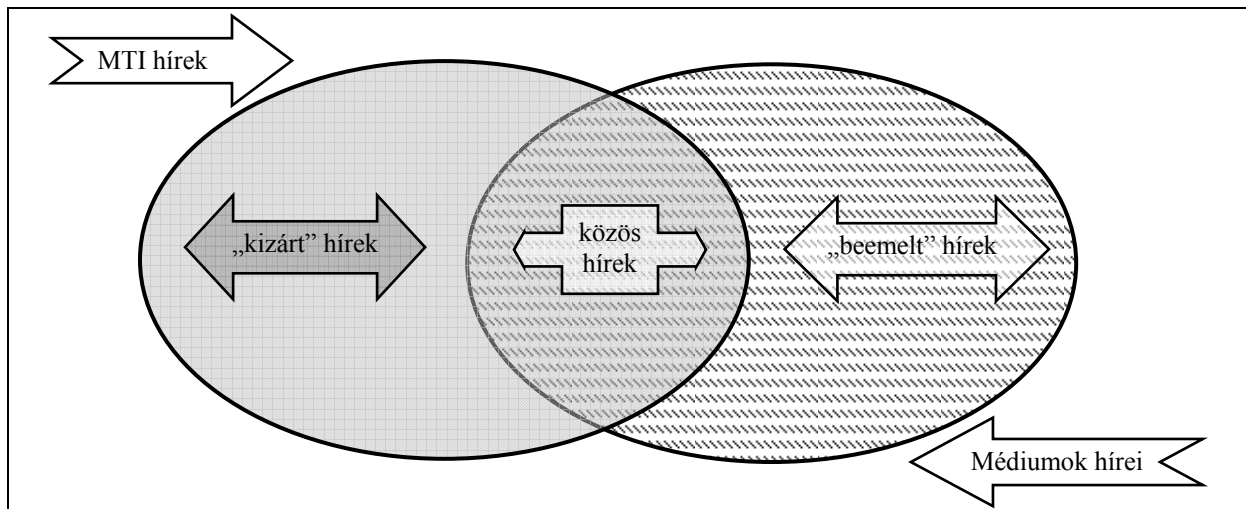 MTI hírek
„kizárt” hírek
közös
hírek
„beemelt” hírek
Médiumok hírei